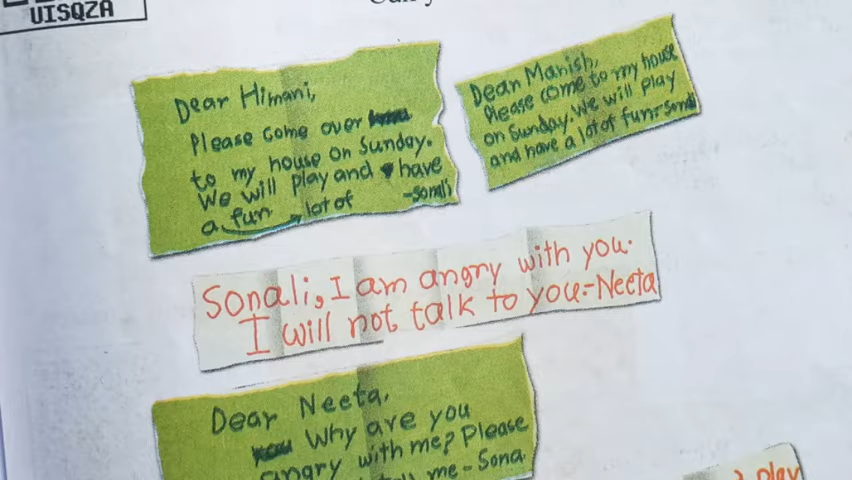 UISQZA
Dear Himani,
Please come over
to my house on Sunday.
We will play and have
a fun lot of -Sonali
Dear Manish,
Please come to my house
on Sunday. We will play
and have a lot of fun-Sonali
Sonali, I am angry with you.
I will not talk to you.-Neeta
Dear Neeta,
Why are you
angry with me? Please
me - Sona
play